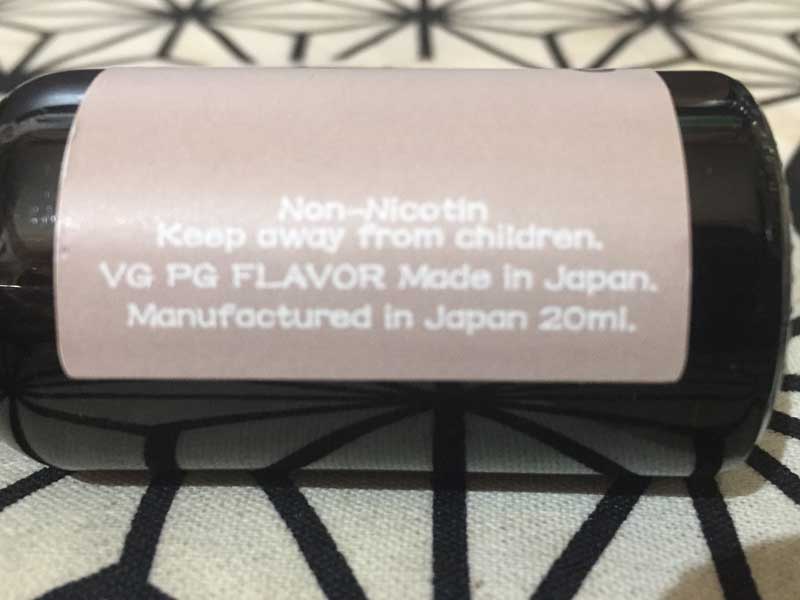 Non-Nicotin
Keep away from children.
VG PG FLAVOR Made in Japan.
Manufactured in Japan 20ml.